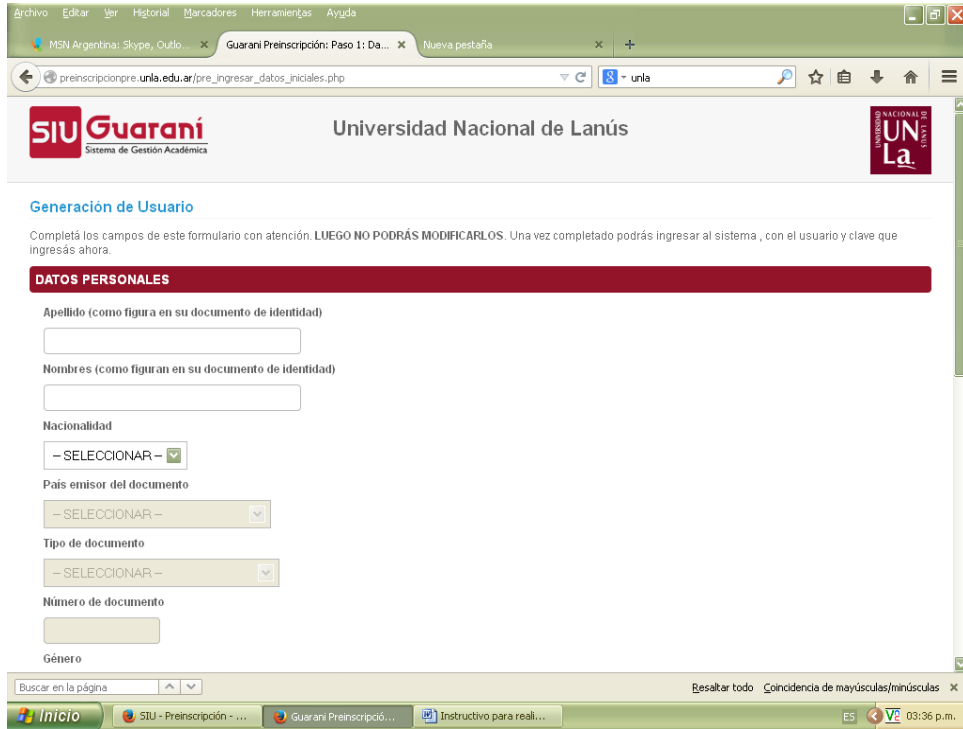 Archivo Editar Ver Historial Marcadores Herramientas Ayuda
MSN Argentina: Skype, Outlo...
Guarani Preinscripción: Paso 1: Da...
Nueva pestaña
preinscripcionpre.unla.edu.ar/pre_ingresar_datos_iniciales.php
unla
SIU Guaraní
Sistema de Gestión Académica
Universidad Nacional de Lanús
UNIVERSIDAD NACIONAL DE LANUS
UNLa.
Generación de Usuario
Completá los campos de este formulario con atención. LUEGO NO PODRÁS MODIFICARLOS. Una vez completado podrás ingresar al sistema , con el usuario y clave que
ingresás ahora.
DATOS PERSONALES
Apellido (como figura en su documento de identidad)
Nombres (como figuran en su documento de identidad)
Nacionalidad
-- SELECCIONAR --
País emisor del documento
-- SELECCIONAR --
Tipo de documento
-- SELECCIONAR --
Número de documento
Género
Buscar en la página
Resaltar todo Coincidencia de mayúsculas/minúsculas
Inicio
SIU - Preinscripción - ...
Guarani Preinscripció...
Instructivo para reali...
ES
03:36 p.m.